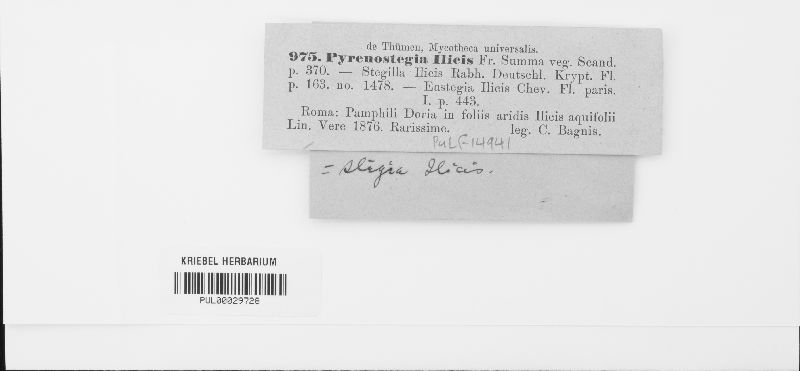 de Thümen, Mycotheca universalis.
975. Pyrenostegia Ilicis Fr. Summa veg. Scand.
p. 370. — Stegilla Ilicis Rabh. Deutschl. Krypt. Fl.
p. 163. no. 1478. — Eustegia Ilicis Chev. Fl. paris.
I. p. 443.
Roma: Pamphili Doria in foliis aridis Ilicis aquifolii
Lin. Vere 1876. Rarissime. leg. C. Bagnis.
PUL F-14941
= Stegia Ilicis.
KRIEBEL HERBARIUM
PUL00029728